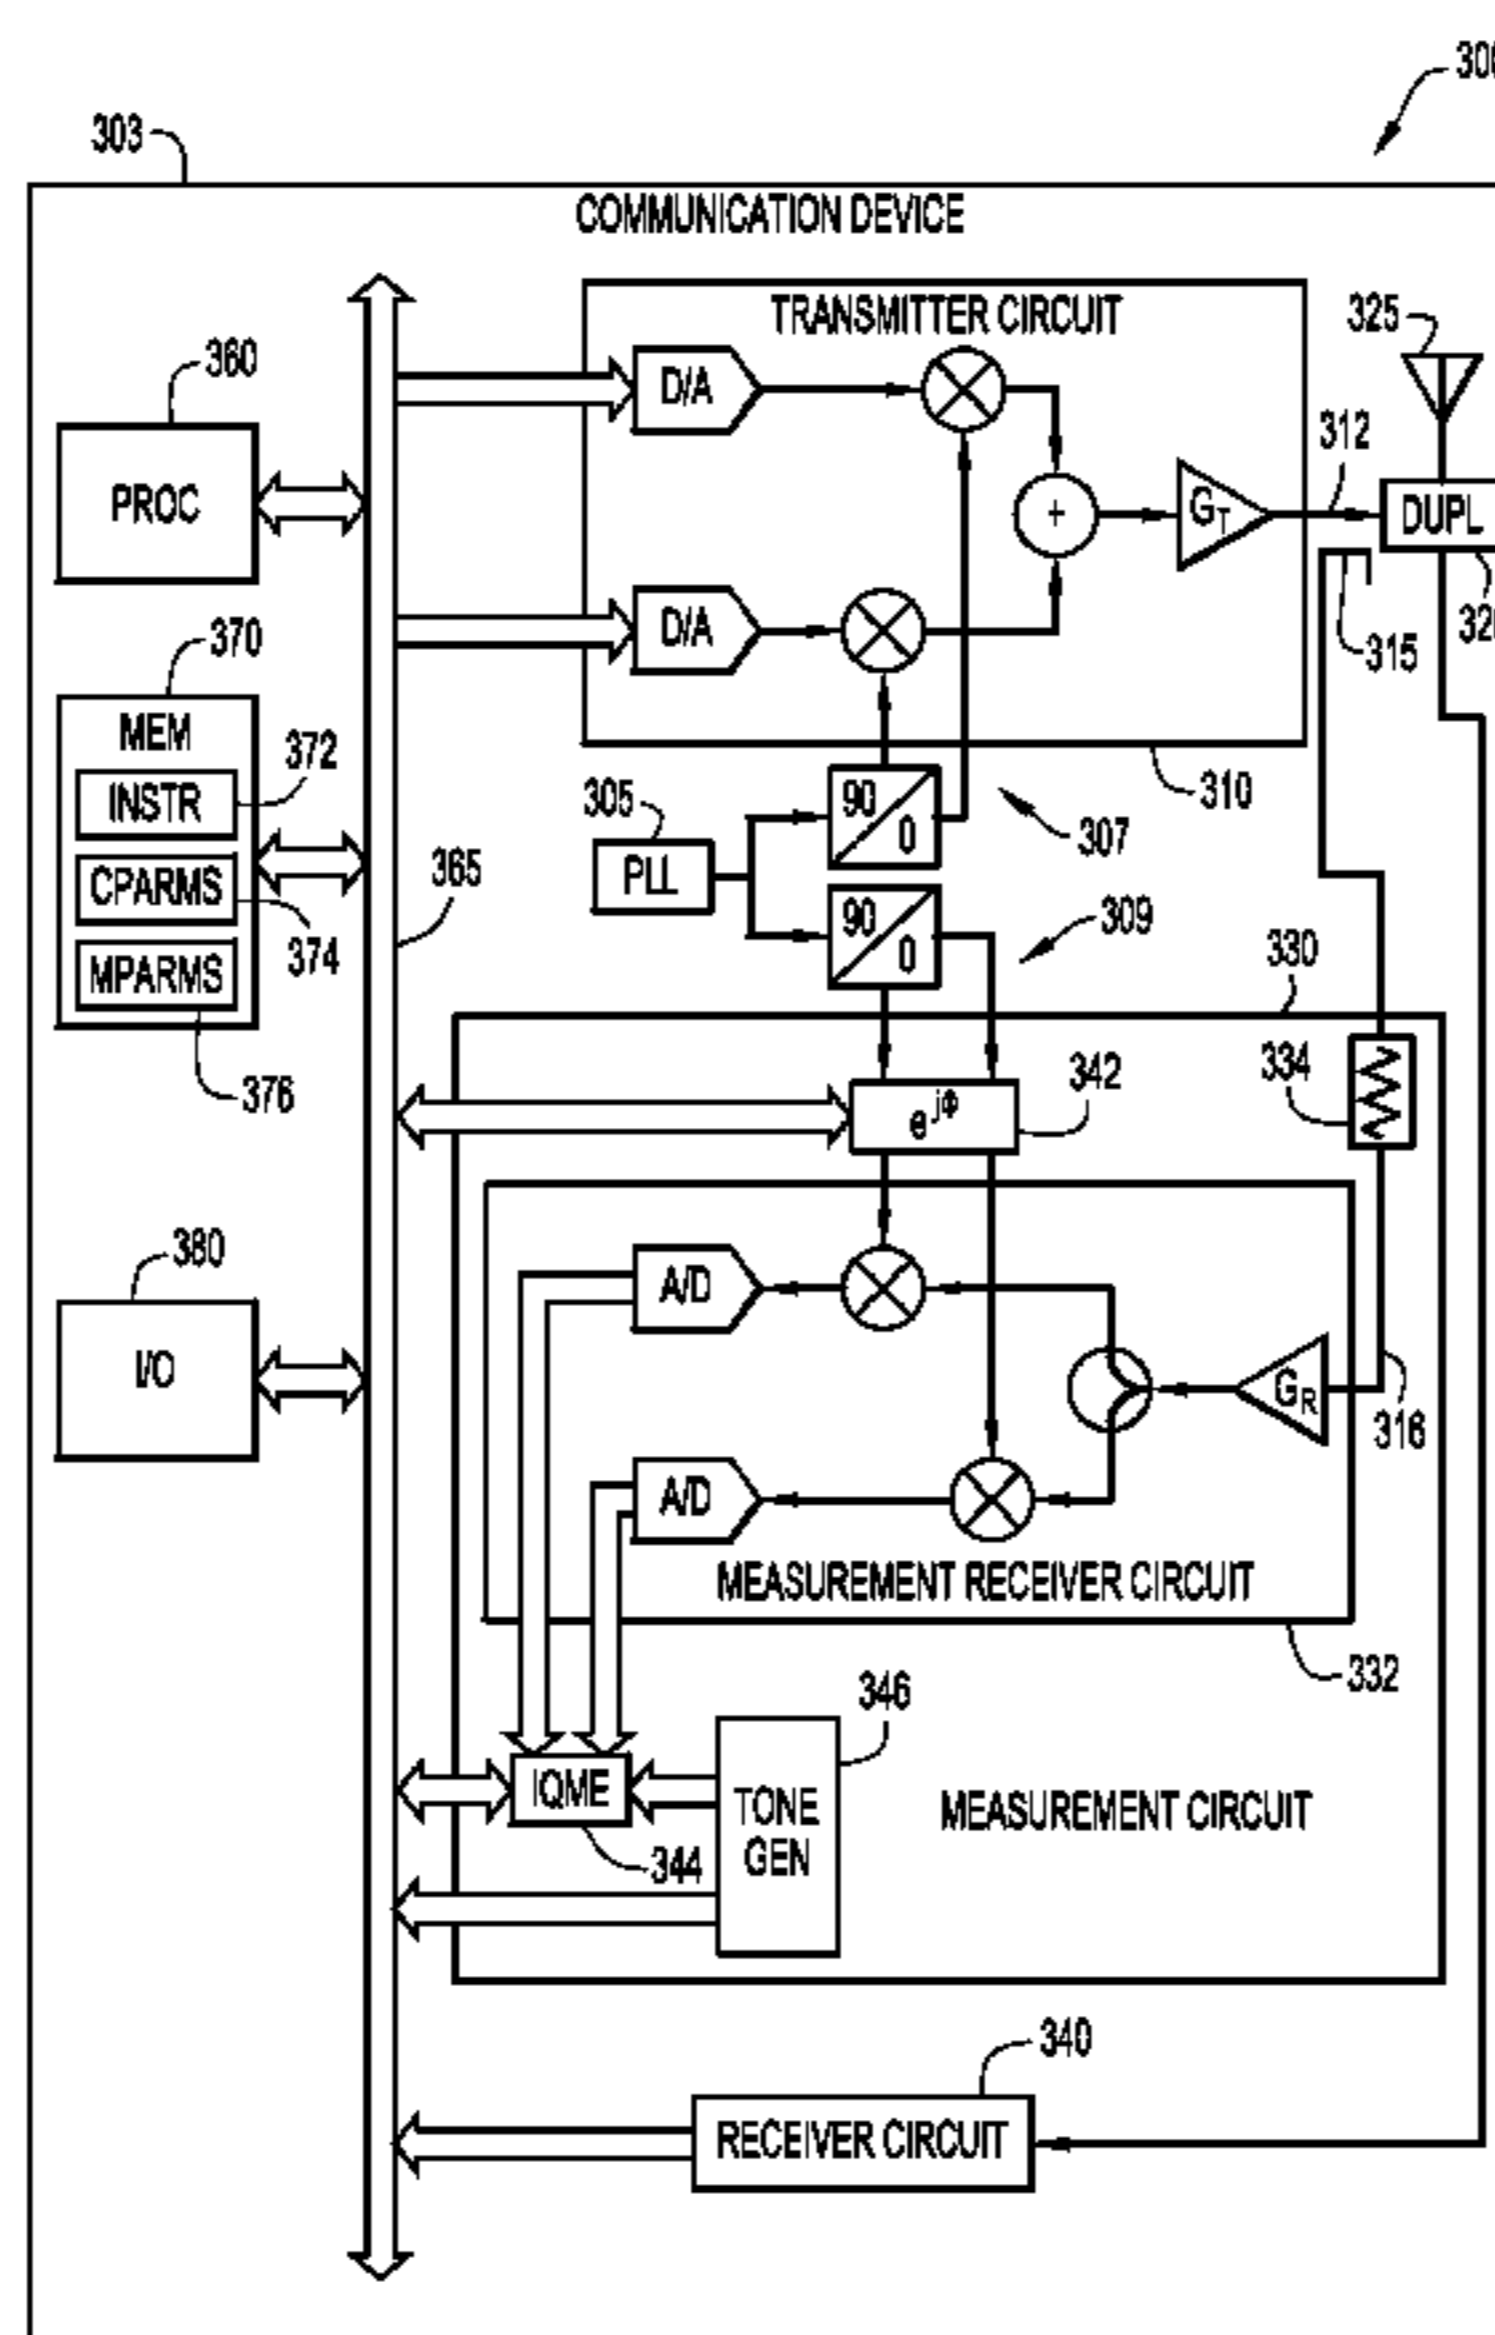 303
COMMUNICATION DEVICE
TRANSMITTER CIRCUIT
325
360
D/A
312
PROC
+
GT
DUPL
370
D/A
315
MEM
372
INSTR
305
90
0
310
307
CPARMS
365
PLL
374
90
0
309
MPARMS
330
376
334
342
e jΦ
380
A/D
I/O
GR
316
A/D
MEASUREMENT RECEIVER CIRCUIT
332
346
IQME
TONE
GEN
MEASUREMENT CIRCUIT
344
340
RECEIVER CIRCUIT